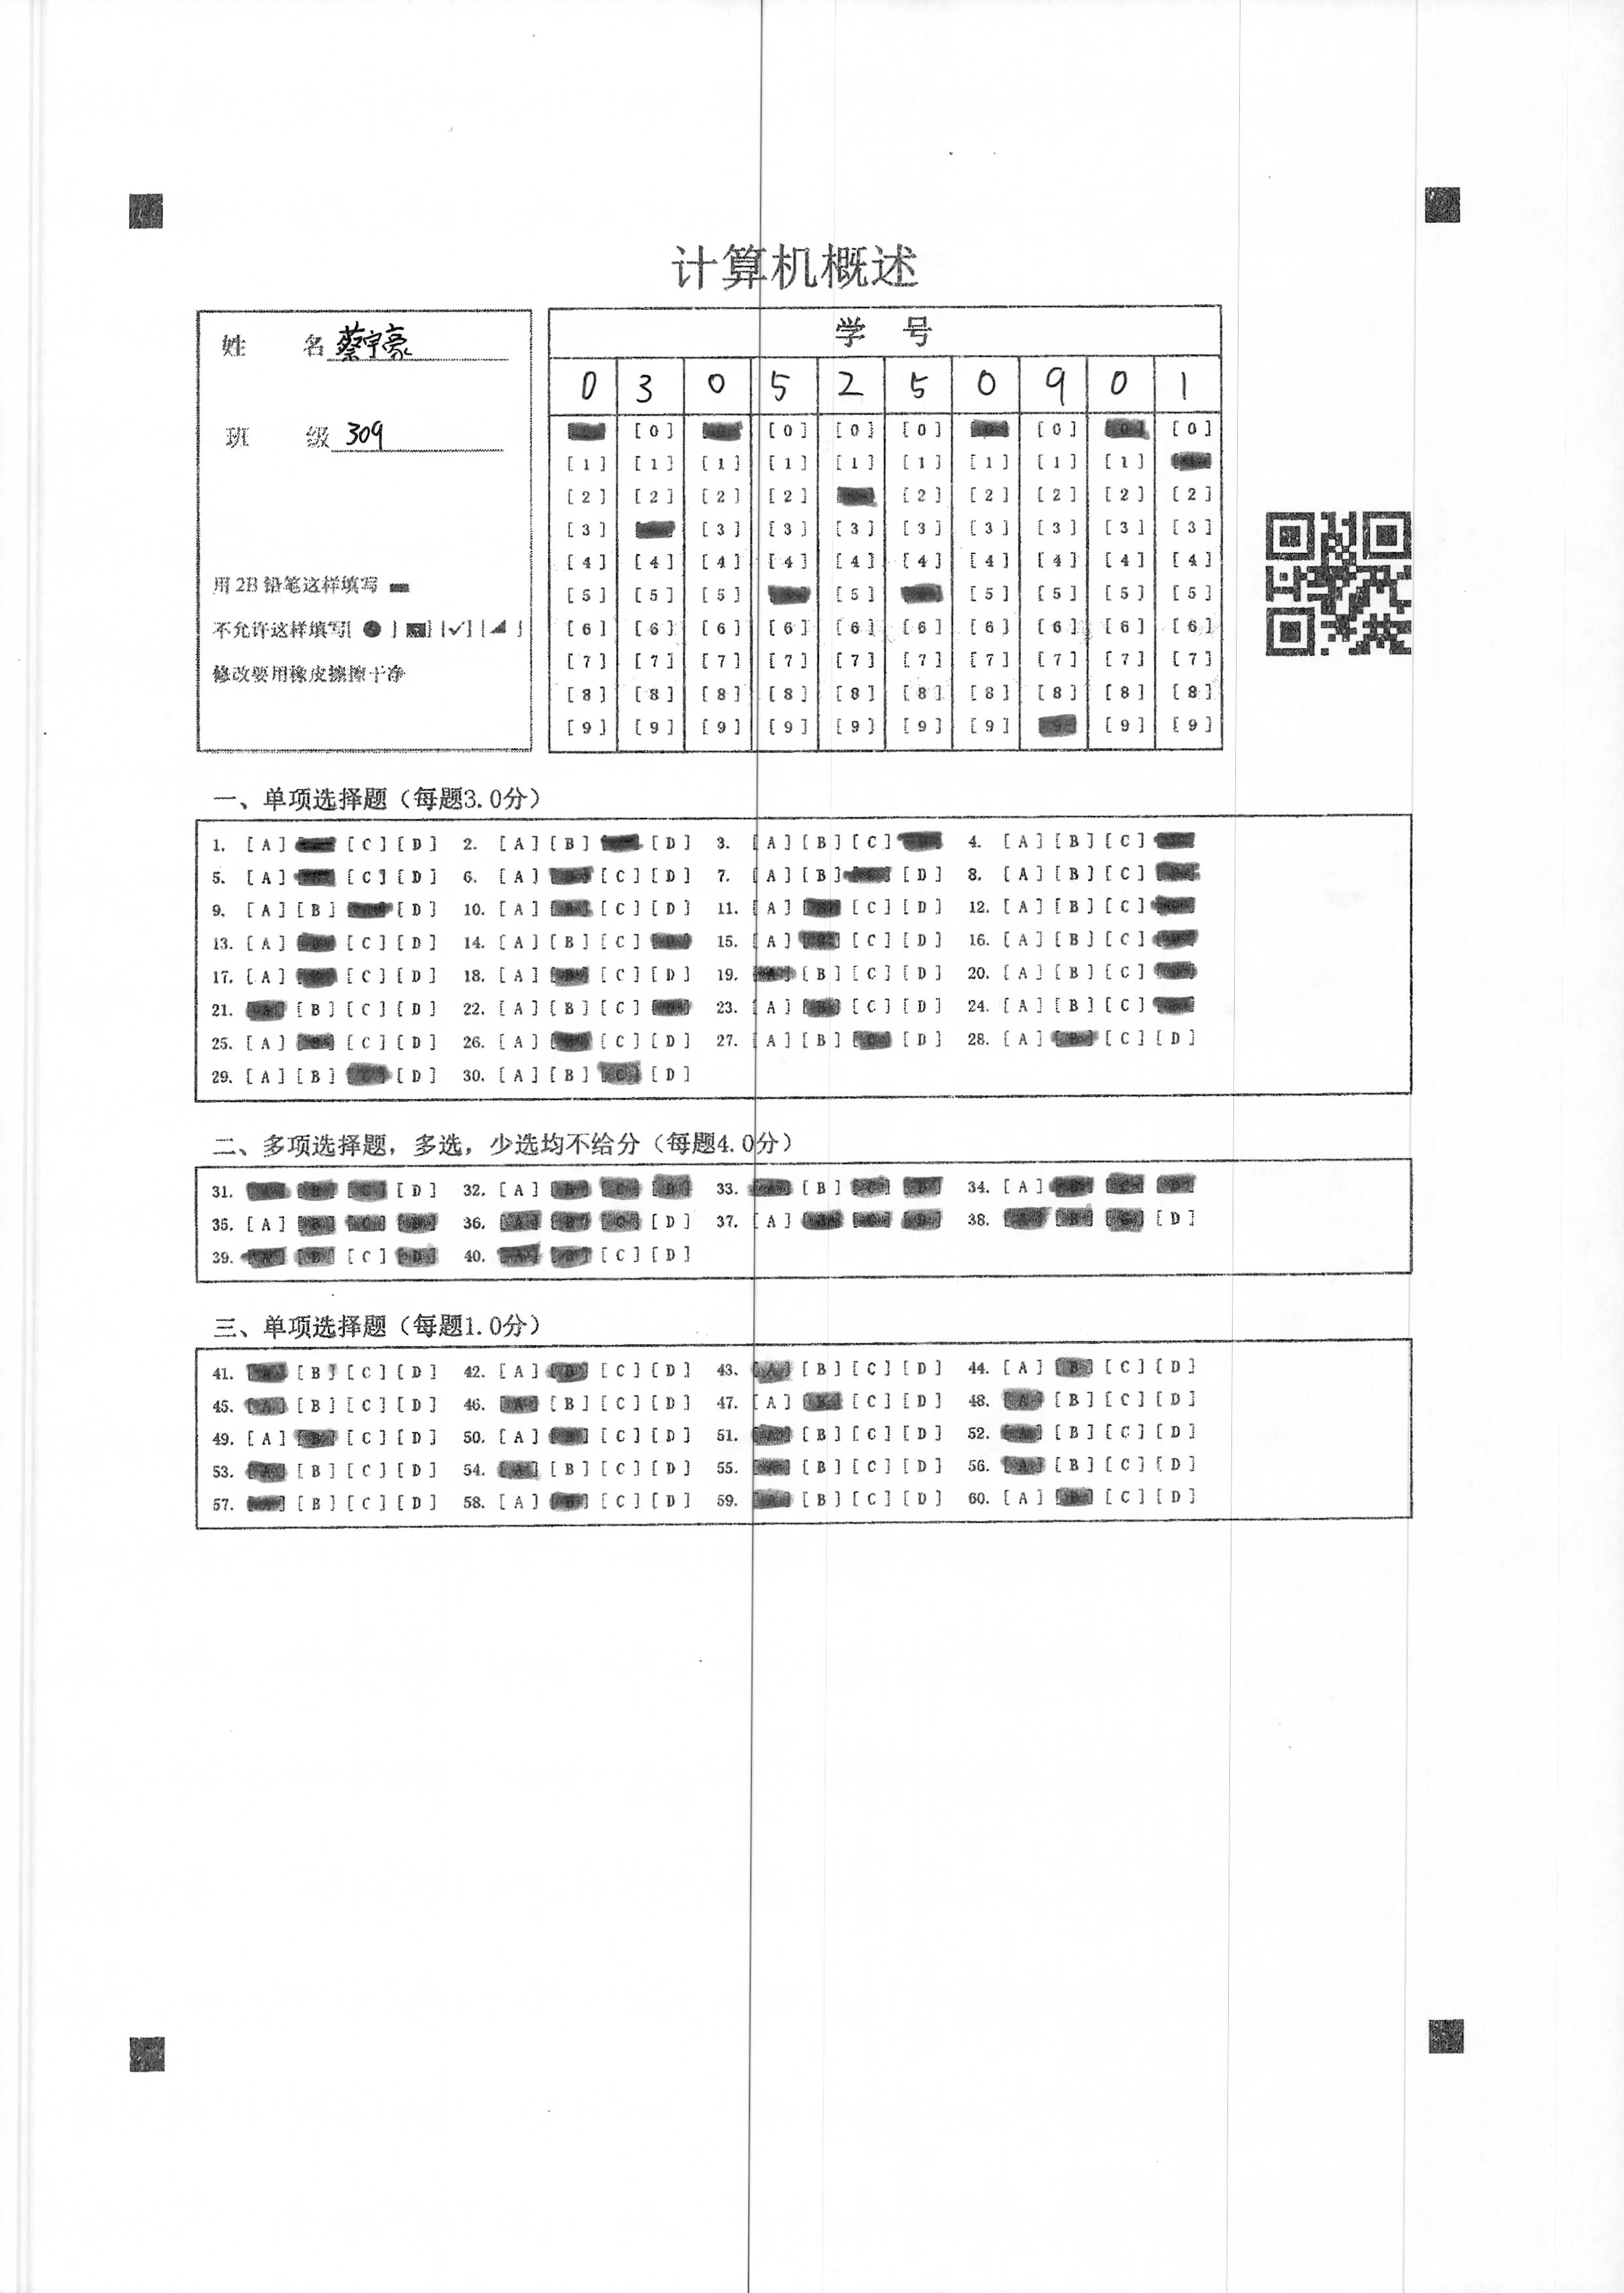 计算机概述
姓 名 蔡宇豪
班 级 309
用 2B 铅笔这样填写
不允许这样填写[ ● ] [ ] [✓] [ ]
修改要用橡皮擦擦干净
学 号
0 3 0 5 2 5 0 9 0 1
[0] [0] [0] [0] [0] [0]
[1] [1] [1] [1] [1] [1] [1] [1] [1]
[2] [2] [2] [2] [2] [2] [2] [2] [2]
[3] [3] [3] [3] [3] [3] [3] [3] [3]
[4] [4] [4] [4] [4] [4] [4] [4] [4] [4]
[5] [5] [5] [5] [5] [5] [5] [5]
[6] [6] [6] [6] [6] [6] [6] [6] [6] [6]
[7] [7] [7] [7] [7] [7] [7] [7] [7] [7]
[8] [8] [8] [8] [8] [8] [8] [8] [8] [8]
[9] [9] [9] [9] [9] [9] [9] [9] [9] [9]
一、单项选择题（每题3.0分）
1. [A] [C] [D] 2. [A] [B] [D] 3. [A] [B] [C] 4. [A] [B] [C]
5. [A] [C] [D] 6. [A] [C] [D] 7. [A] [B] [D] 8. [A] [B] [C]
9. [A] [B] [D] 10. [A] [C] [D] 11. [A] [C] [D] 12. [A] [B] [C]
13. [A] [C] [D] 14. [A] [B] [C] 15. [A] [C] [D] 16. [A] [B] [C]
17. [A] [C] [D] 18. [A] [C] [D] 19. [B] [C] [D] 20. [A] [B] [C]
21. [B] [C] [D] 22. [A] [B] [C] 23. [A] [C] [D] 24. [A] [B] [C]
25. [A] [C] [D] 26. [A] [C] [D] 27. [A] [B] [D] 28. [A] [C] [D]
29. [A] [B] [D] 30. [A] [B] [C] [D]
二、多项选择题，多选，少选均不给分（每题4.0分）
31. [D] 32. [A] 33. [B] 34. [A]
35. [A] 36. [D] 37. [A] 38. [D]
39. [C] 40. [C] [D]
三、单项选择题（每题1.0分）
41. [B] [C] [D] 42. [A] [C] [D] 43. [A] [B] [C] [D] 44. [A] [B] [C] [D]
45. [A] [B] [C] [D] 46. [B] [C] [D] 47. [A] [C] [D] 48. [A] [B] [C] [D]
49. [A] [C] [D] 50. [A] [C] [D] 51. [B] [C] [D] 52. [B] [C] [D]
53. [B] [C] [D] 54. [A] [B] [C] [D] 55. [B] [C] [D] 56. [B] [C] [D]
57. [B] [C] [D] 58. [A] [C] [D] 59. [B] [C] [D] 60. [A] [C] [D]